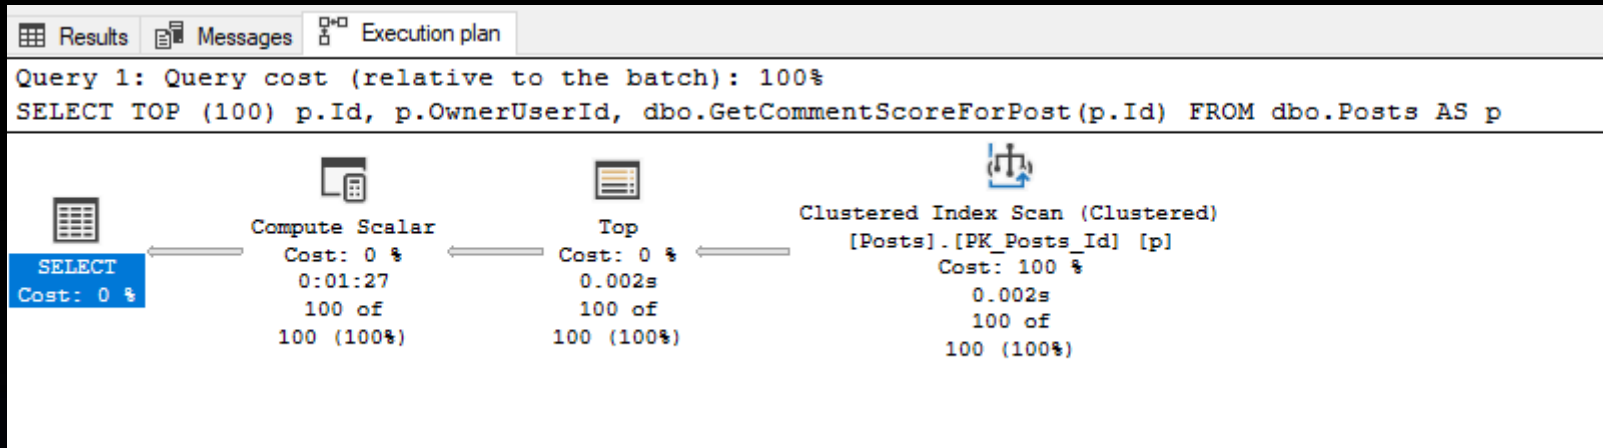 Results Messages Execution plan
Query 1: Query cost (relative to the batch): 100%
SELECT TOP (100) p.Id, p.OwnerUserId, dbo.GetCommentScoreForPost(p.Id) FROM dbo.Posts AS p
SELECT
Cost: 0 %
Compute Scalar
Cost: 0 %
0:01:27
100 of
100 (100%)
Top
Cost: 0 %
0.002s
100 of
100 (100%)
Clustered Index Scan (Clustered)
[Posts].[PK_Posts_Id] [p]
Cost: 100 %
0.002s
100 of
100 (100%)